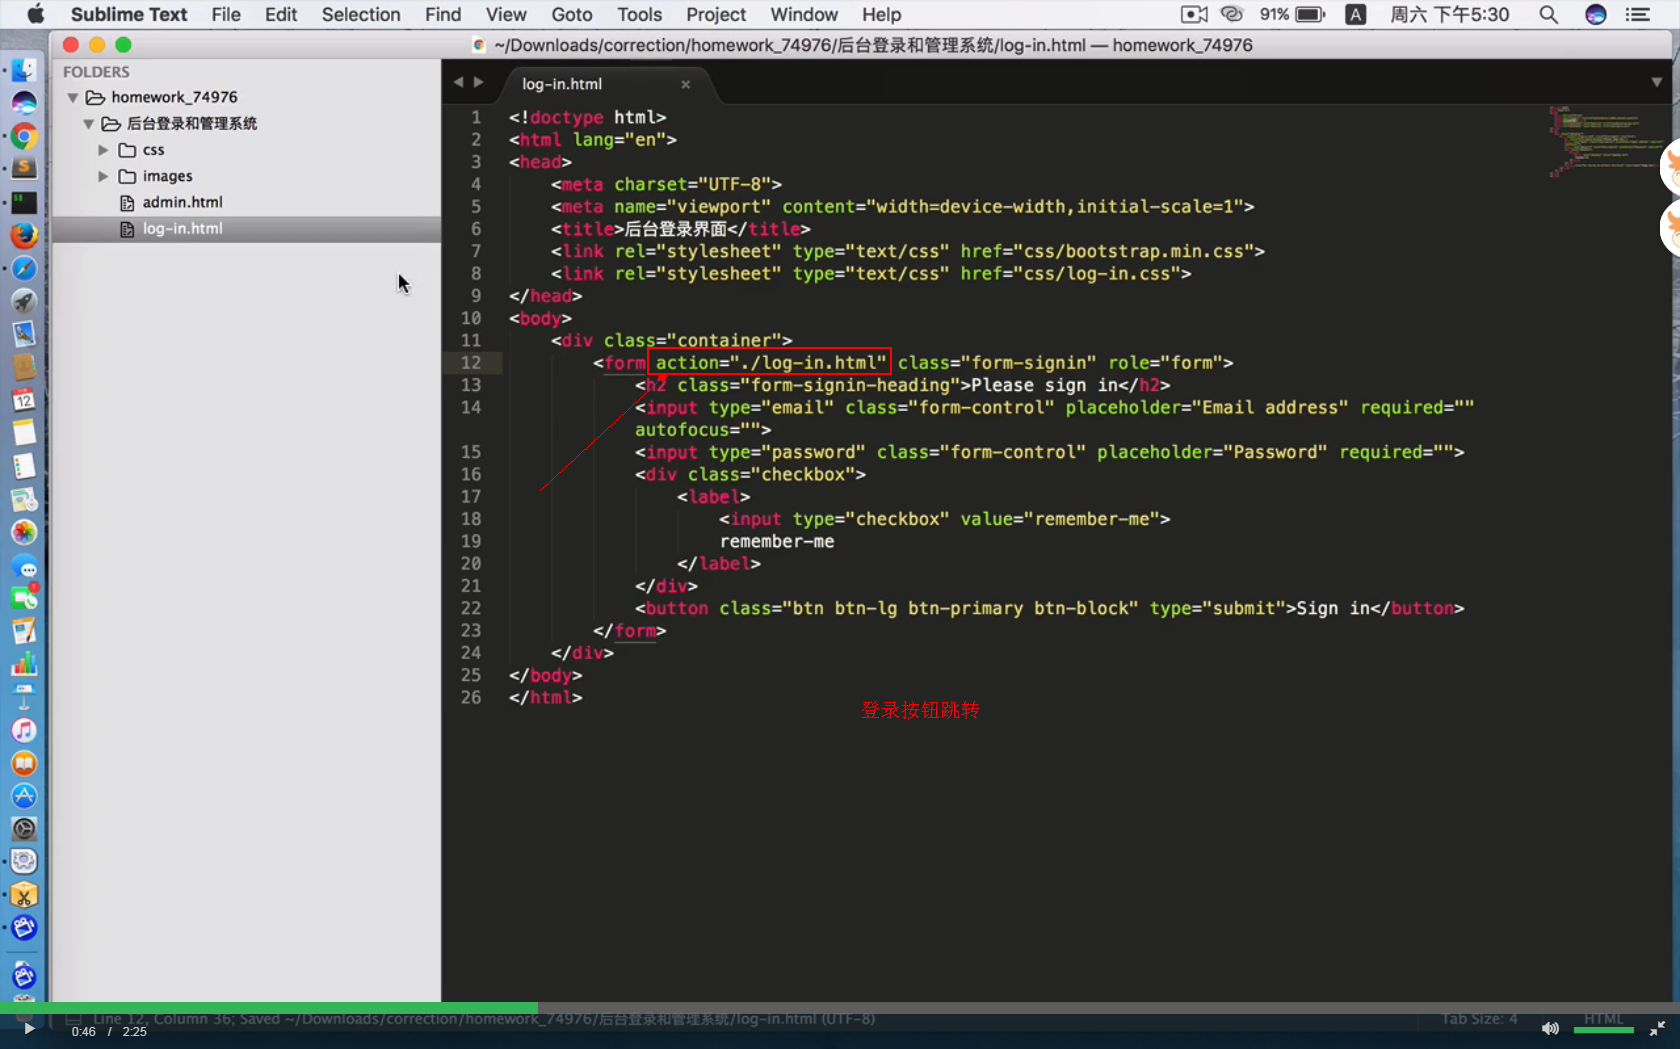 Sublime Text File Edit Selection Find View Goto Tools Project Window Help 91% A 周六 下午5:30
~/Downloads/correction/homework_74976/后台登录和管理系统/log-in.html — homework_74976
FOLDERS
homework_74976
后台登录和管理系统
css
images
admin.html
log-in.html
log-in.html ×
1 <!doctype html>
2 <html lang="en">
3 <head>
4 <meta charset="UTF-8">
5 <meta name="viewport" content="width=device-width,initial-scale=1">
6 <title>后台登录界面</title>
7 <link rel="stylesheet" type="text/css" href="css/bootstrap.min.css">
8 <link rel="stylesheet" type="text/css" href="css/log-in.css">
9 </head>
10 <body>
11 <div class="container">
12 <form action="./log-in.html" class="form-signin" role="form">
13 <h2 class="form-signin-heading">Please sign in</h2>
14 <input type="email" class="form-control" placeholder="Email address" required=""
autofocus="">
15 <input type="password" class="form-control" placeholder="Password" required="">
16 <div class="checkbox">
17 <label>
18 <input type="checkbox" value="remember-me">
19 remember-me
20 </label>
21 </div>
22 <button class="btn btn-lg btn-primary btn-block" type="submit">Sign in</button>
23 </form>
24 </div>
25 </body>
26 </html>
登录按钮跳转
Line 12, Column 36; Saved ~/Downloads/correction/homework_74976/后台登录和管理系统/log-in.html (UTF-8) Tab Size: 4 HTML
0:46 / 2:25